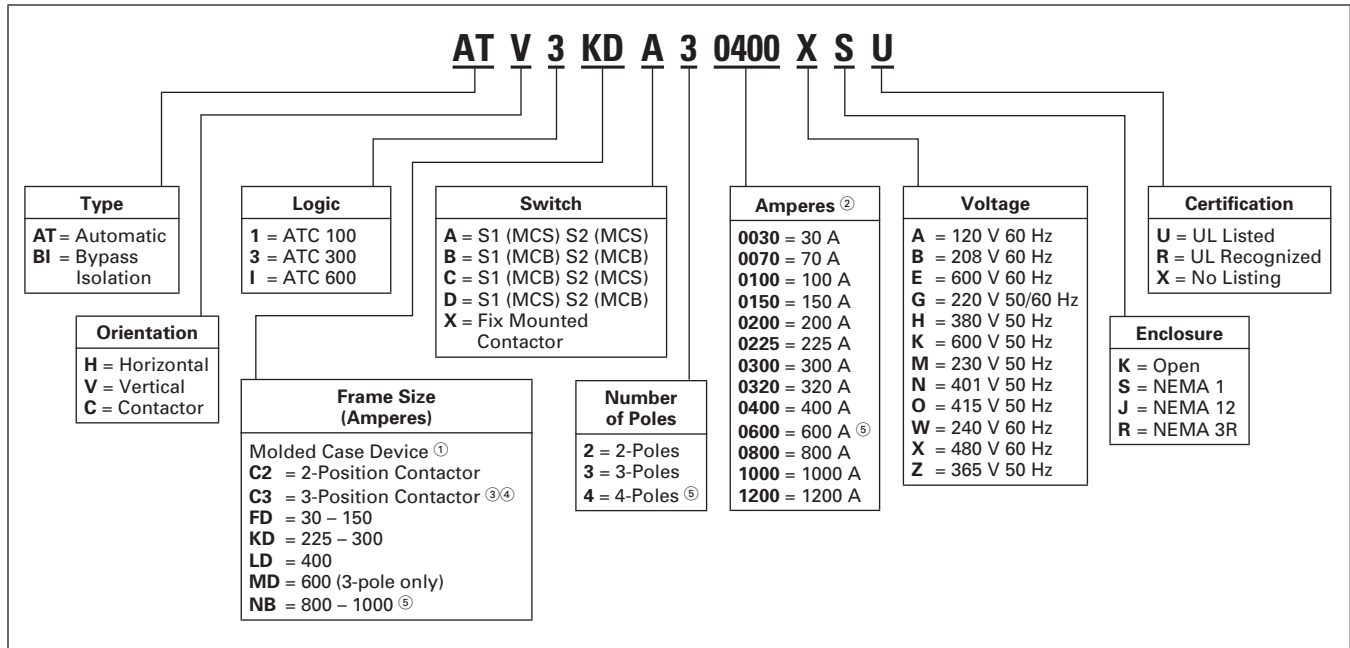 AT V 3 KD A 3 0400 X S U
Type
AT = Automatic
BI = Bypass
Isolation
Orientation
H = Horizontal
V = Vertical
C = Contactor
Logic
1 = ATC 100
3 = ATC 300
I = ATC 600
Frame Size
(Amperes)
Molded Case Device ①
C2 = 2-Position Contactor
C3 = 3-Position Contactor ③④
FD = 30 – 150
KD = 225 – 300
LD = 400
MD = 600 (3-pole only)
NB = 800 – 1000 ⑤
Switch
A = S1 (MCS) S2 (MCS)
B = S1 (MCB) S2 (MCB)
C = S1 (MCB) S2 (MCS)
D = S1 (MCS) S2 (MCB)
X = Fix Mounted
Contactor
Number
of Poles
2 = 2-Poles
3 = 3-Poles
4 = 4-Poles ⑤
Amperes ②
0030 = 30 A
0070 = 70 A
0100 = 100 A
0150 = 150 A
0200 = 200 A
0225 = 225 A
0300 = 300 A
0320 = 320 A
0400 = 400 A
0600 = 600 A ⑤
0800 = 800 A
1000 = 1000 A
1200 = 1200 A
Voltage
A = 120 V 60 Hz
B = 208 V 60 Hz
E = 600 V 60 Hz
G = 220 V 50/60 Hz
H = 380 V 50 Hz
K = 600 V 50 Hz
M = 230 V 50 Hz
N = 401 V 50 Hz
O = 415 V 50 Hz
W = 240 V 60 Hz
X = 480 V 60 Hz
Z = 365 V 50 Hz
Enclosure
K = Open
S = NEMA 1
J = NEMA 12
R = NEMA 3R
Certification
U = UL Listed
R = UL Recognized
X = No Listing